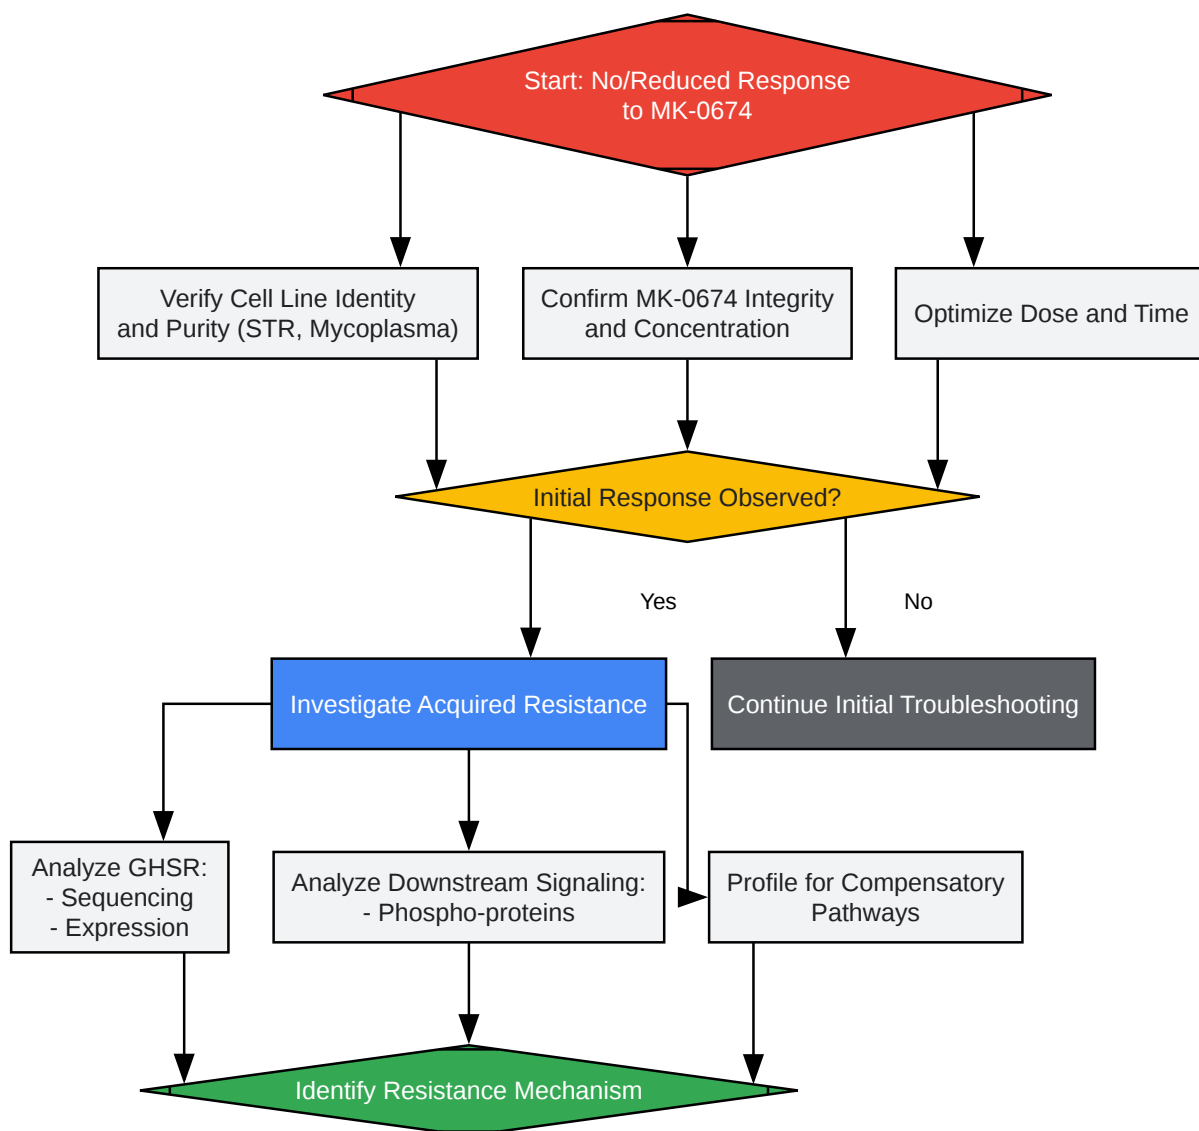 Start: No/Reduced Response
to MK-0674
Verify Cell Line Identity
and Purity (STR, Mycoplasma)
Confirm MK-0674 Integrity
and Concentration
Optimize Dose and Time
Initial Response Observed?
Yes
No
Investigate Acquired Resistance
Continue Initial Troubleshooting
Analyze GHSR:
- Sequencing
- Expression
Analyze Downstream Signaling:
- Phospho-proteins
Profile for Compensatory
Pathways
Identify Resistance Mechanism